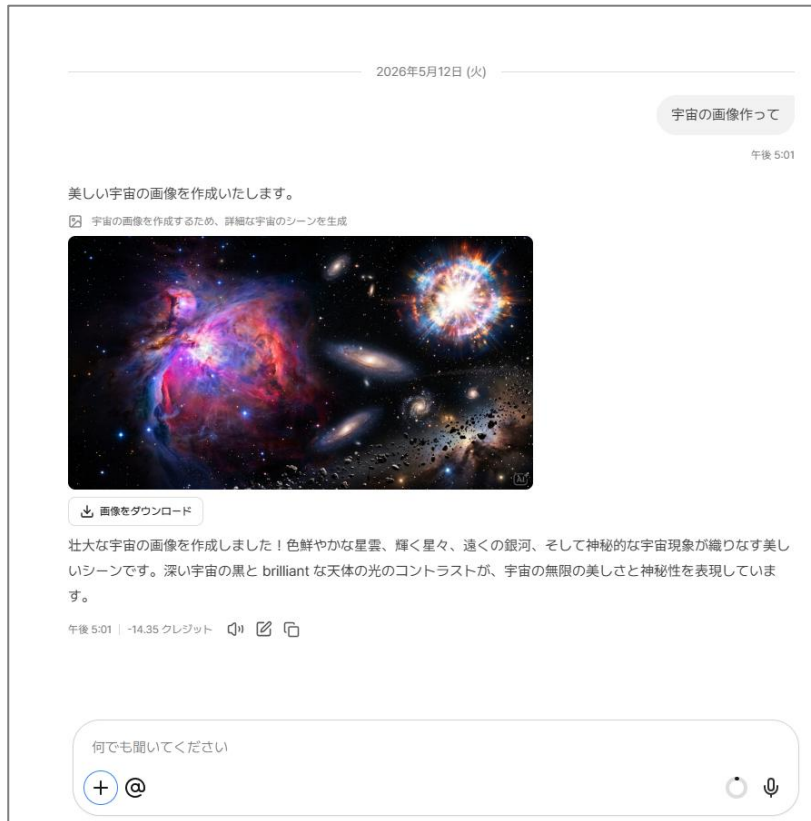 2026年5月12日 (火)
宇宙の画像作って
午後 5:01
美しい宇宙の画像を作成いたします。
宇宙の画像を作成するため、詳細な宇宙のシーンを生成
AI
画像をダウンロード
壮大な宇宙の画像を作成しました！色鮮やかな星雲、輝く星々、遠くの銀河、そして神秘的な宇宙現象が織りなす美し
いシーンです。深い宇宙の黒と brilliant な天体の光のコントラストが、宇宙の無限の美しさと神秘性を表現していま
す。
午後 5:01 | -14.35 クレジット
何でも聞いてください
+ @